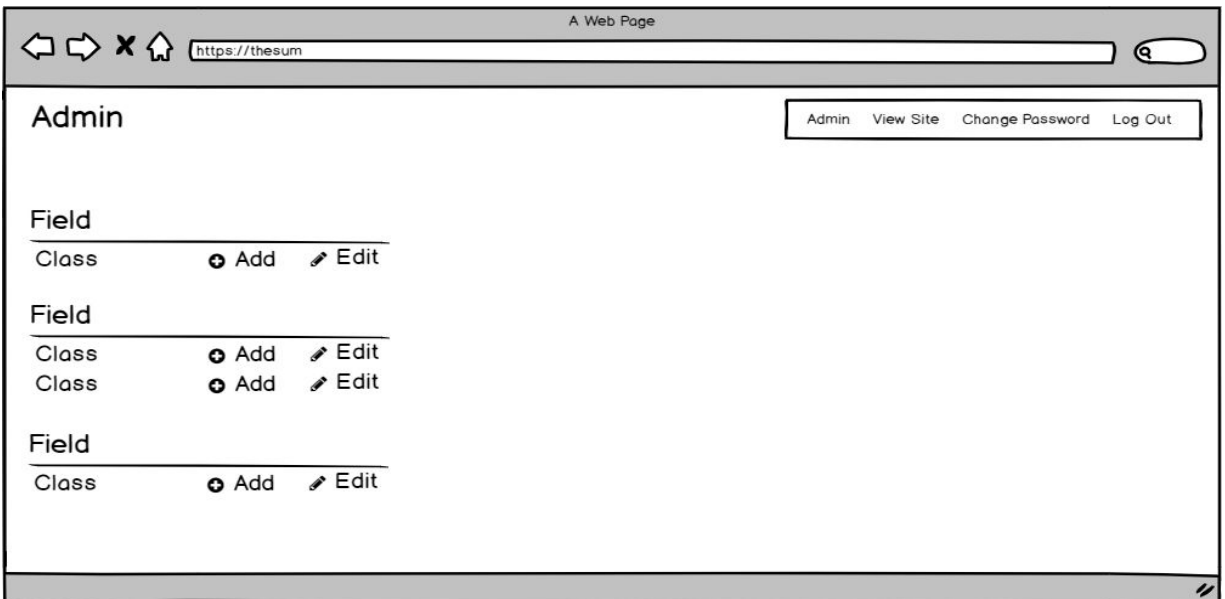 A Web Page
https://thesum
Admin
Admin View Site Change Password Log Out
Field
Class Add Edit
Field
Class Add Edit
Class Add Edit
Field
Class Add Edit